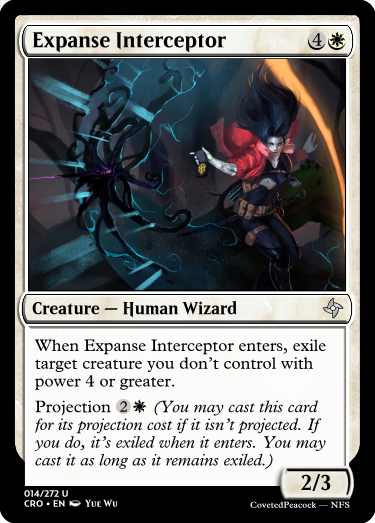 Expanse Interceptor 4
Creature — Human Wizard
When Expanse Interceptor enters, exile
target creature you don't control with
power 4 or greater.
Projection 2 (You may cast this card
for its projection cost if it isn't projected. If
you do, it's exiled when it enters. You may
cast it as long as it remains exiled.)
2/3
014/272 U
CRO • EN Yue Wu
CovetedPeacock — NFS